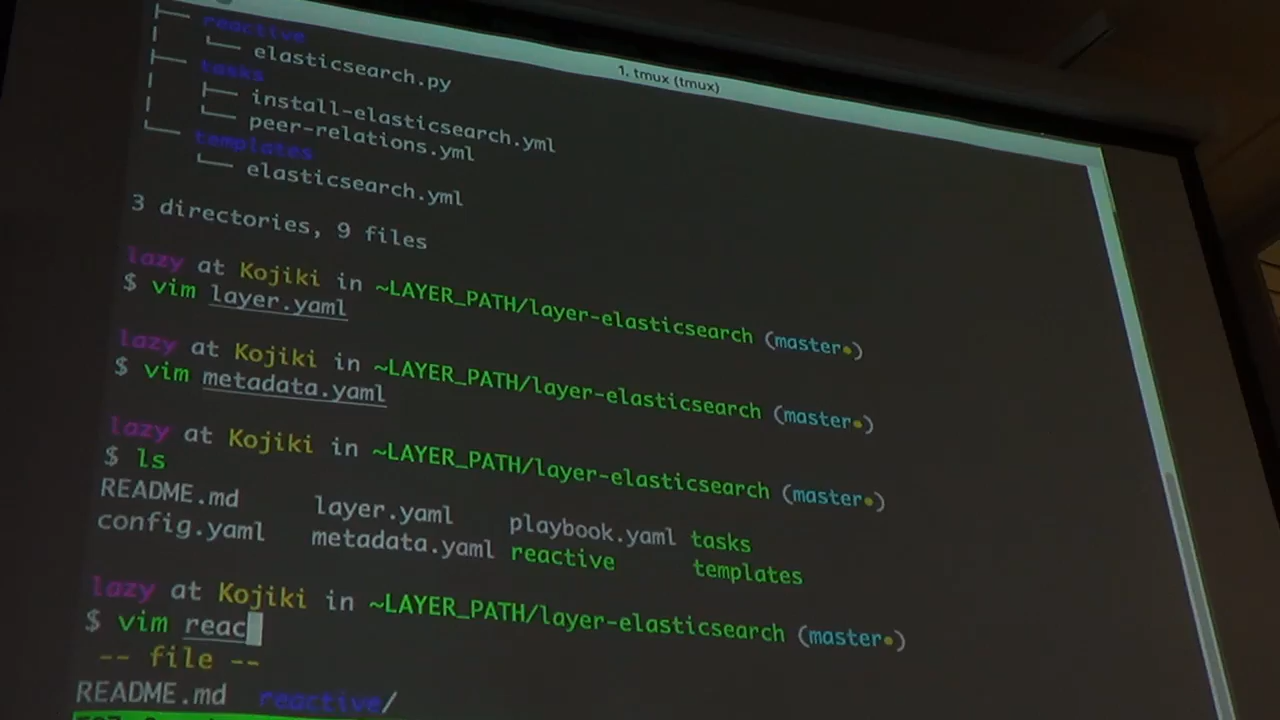 1. tmux (tmux)
├── reactive
│   └── elasticsearch.py
├── tasks
│   ├── install-elasticsearch.yml
│   └── peer-relations.yml
└── templates
    └── elasticsearch.yml
3 directories, 9 files
lazy at Kojiki in ~LAYER_PATH/layer-elasticsearch (master●)
$ vim layer.yaml
lazy at Kojiki in ~LAYER_PATH/layer-elasticsearch (master●)
$ vim metadata.yaml
lazy at Kojiki in ~LAYER_PATH/layer-elasticsearch (master●)
$ ls
README.md layer.yaml playbook.yaml tasks
config.yaml metadata.yaml reactive templates
lazy at Kojiki in ~LAYER_PATH/layer-elasticsearch (master●)
$ vim reac
-- file --
README.md reactive/